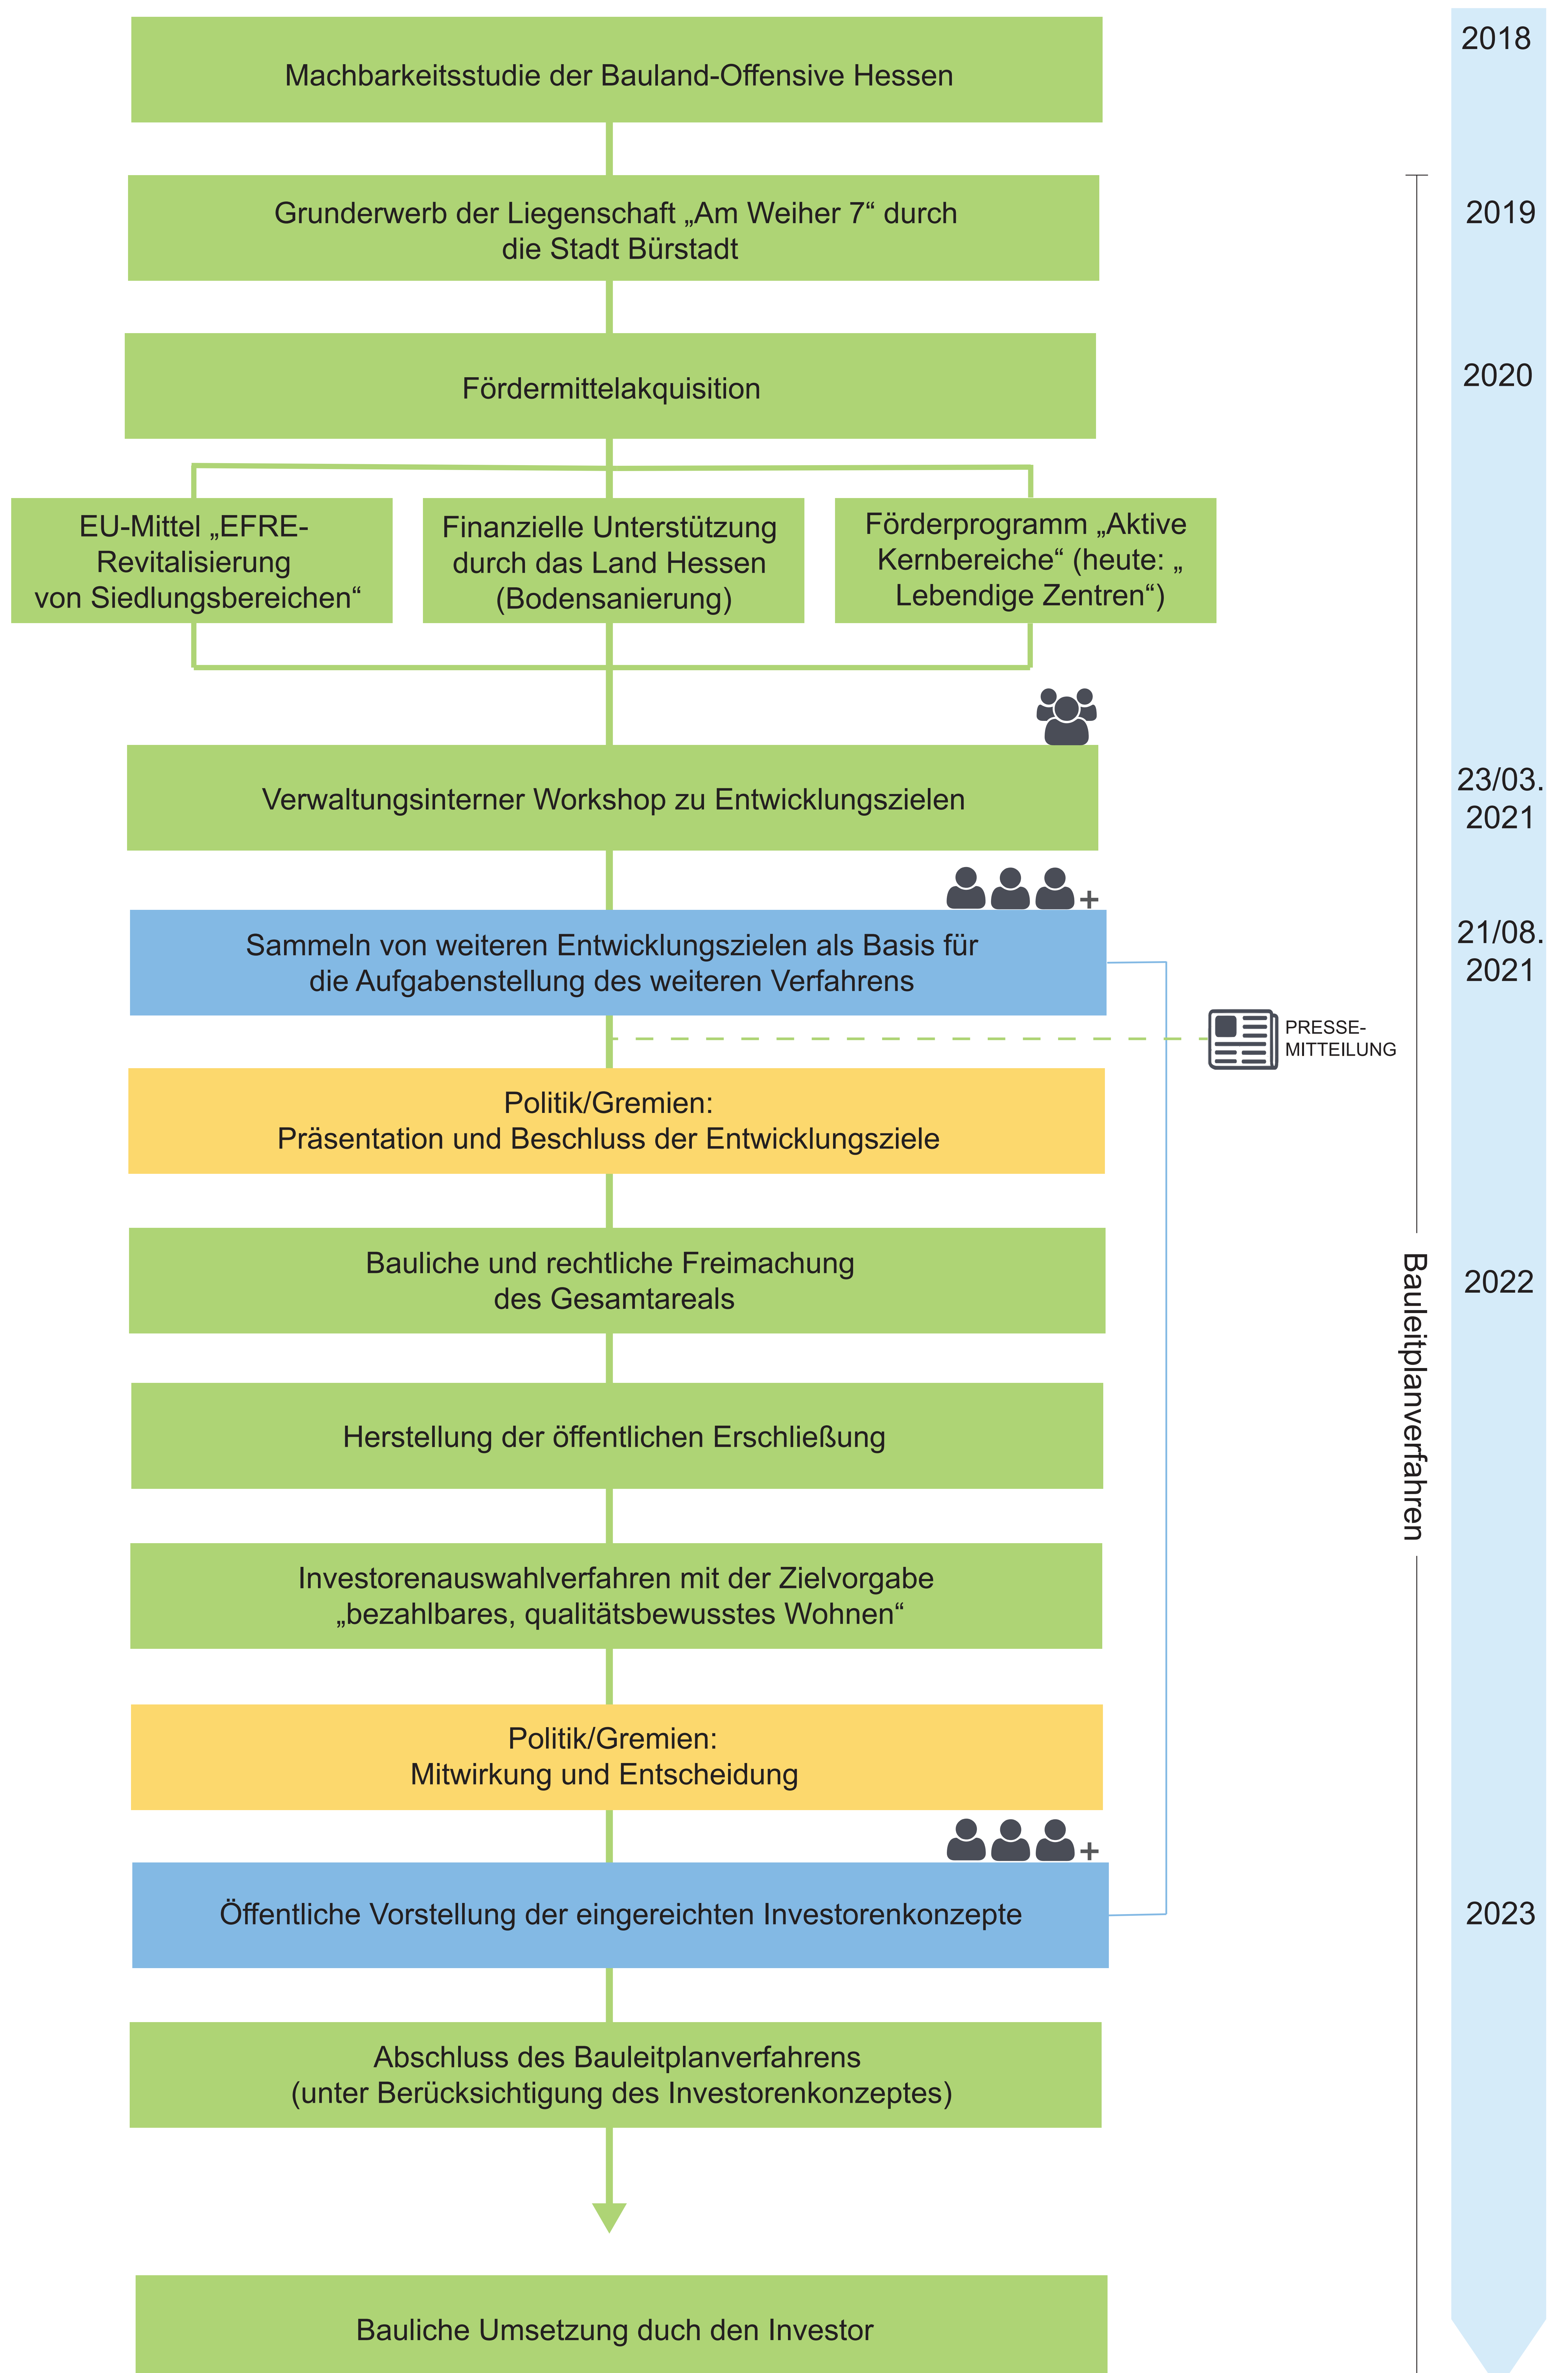 2018
Machbarkeitsstudie der Bauland-Offensive Hessen
2019
Grunderwerb der Liegenschaft „Am Weiher 7“ durch
die Stadt Bürstadt
2020
Fördermittelakquisition
EU-Mittel „EFRE-
Revitalisierung
von Siedlungsbereichen“
Finanzielle Unterstützung
durch das Land Hessen
(Bodensanierung)
Förderprogramm „Aktive
Kernbereiche“ (heute: „
Lebendige Zentren“)
23/03.
2021
Verwaltungsinterner Workshop zu Entwicklungszielen
+
21/08.
2021
Sammeln von weiteren Entwicklungszielen als Basis für
die Aufgabenstellung des weiteren Verfahrens
PRESSE-
MITTEILUNG
Politik/Gremien:
Präsentation und Beschluss der Entwicklungsziele
Bauliche und rechtliche Freimachung
des Gesamtareals
2022
Bauleitplanverfahren
Herstellung der öffentlichen Erschließung
Investorenauswahlverfahren mit der Zielvorgabe
„bezahlbares, qualitätsbewusstes Wohnen“
Politik/Gremien:
Mitwirkung und Entscheidung
+
Öffentliche Vorstellung der eingereichten Investorenkonzepte
2023
Abschluss des Bauleitplanverfahrens
(unter Berücksichtigung des Investorenkonzeptes)
Bauliche Umsetzung duch den Investor